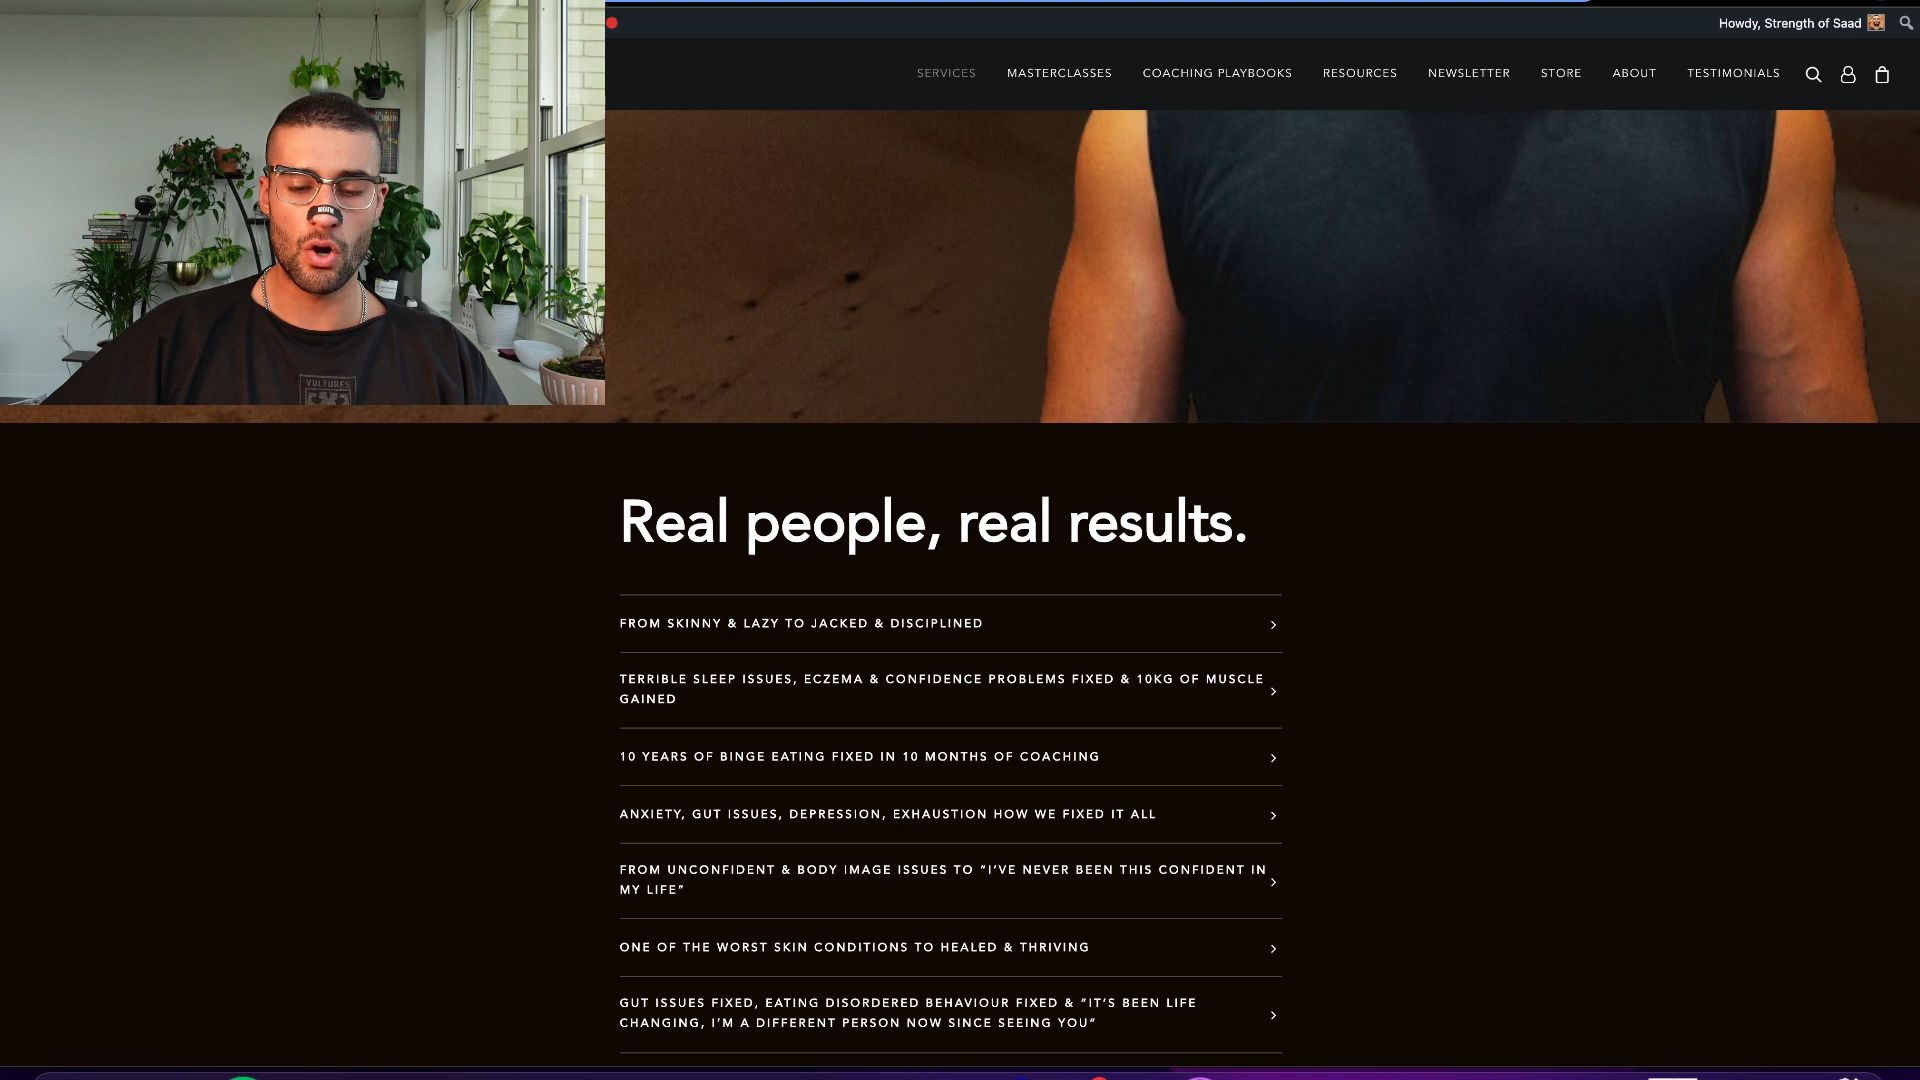 Howdy, Strength of Saad
SERVICES MASTERCLASSES COACHING PLAYBOOKS RESOURCES NEWSLETTER STORE ABOUT TESTIMONIALS
BREATHE
VULTURES
Real people, real results.
FROM SKINNY & LAZY TO JACKED & DISCIPLINED
TERRIBLE SLEEP ISSUES, ECZEMA & CONFIDENCE PROBLEMS FIXED & 10KG OF MUSCLE
GAINED
10 YEARS OF BINGE EATING FIXED IN 10 MONTHS OF COACHING
ANXIETY, GUT ISSUES, DEPRESSION, EXHAUSTION HOW WE FIXED IT ALL
FROM UNCONFIDENT & BODY IMAGE ISSUES TO “I’VE NEVER BEEN THIS CONFIDENT IN
MY LIFE”
ONE OF THE WORST SKIN CONDITIONS TO HEALED & THRIVING
GUT ISSUES FIXED, EATING DISORDERED BEHAVIOUR FIXED & “IT’S BEEN LIFE
CHANGING, I’M A DIFFERENT PERSON NOW SINCE SEEING YOU”